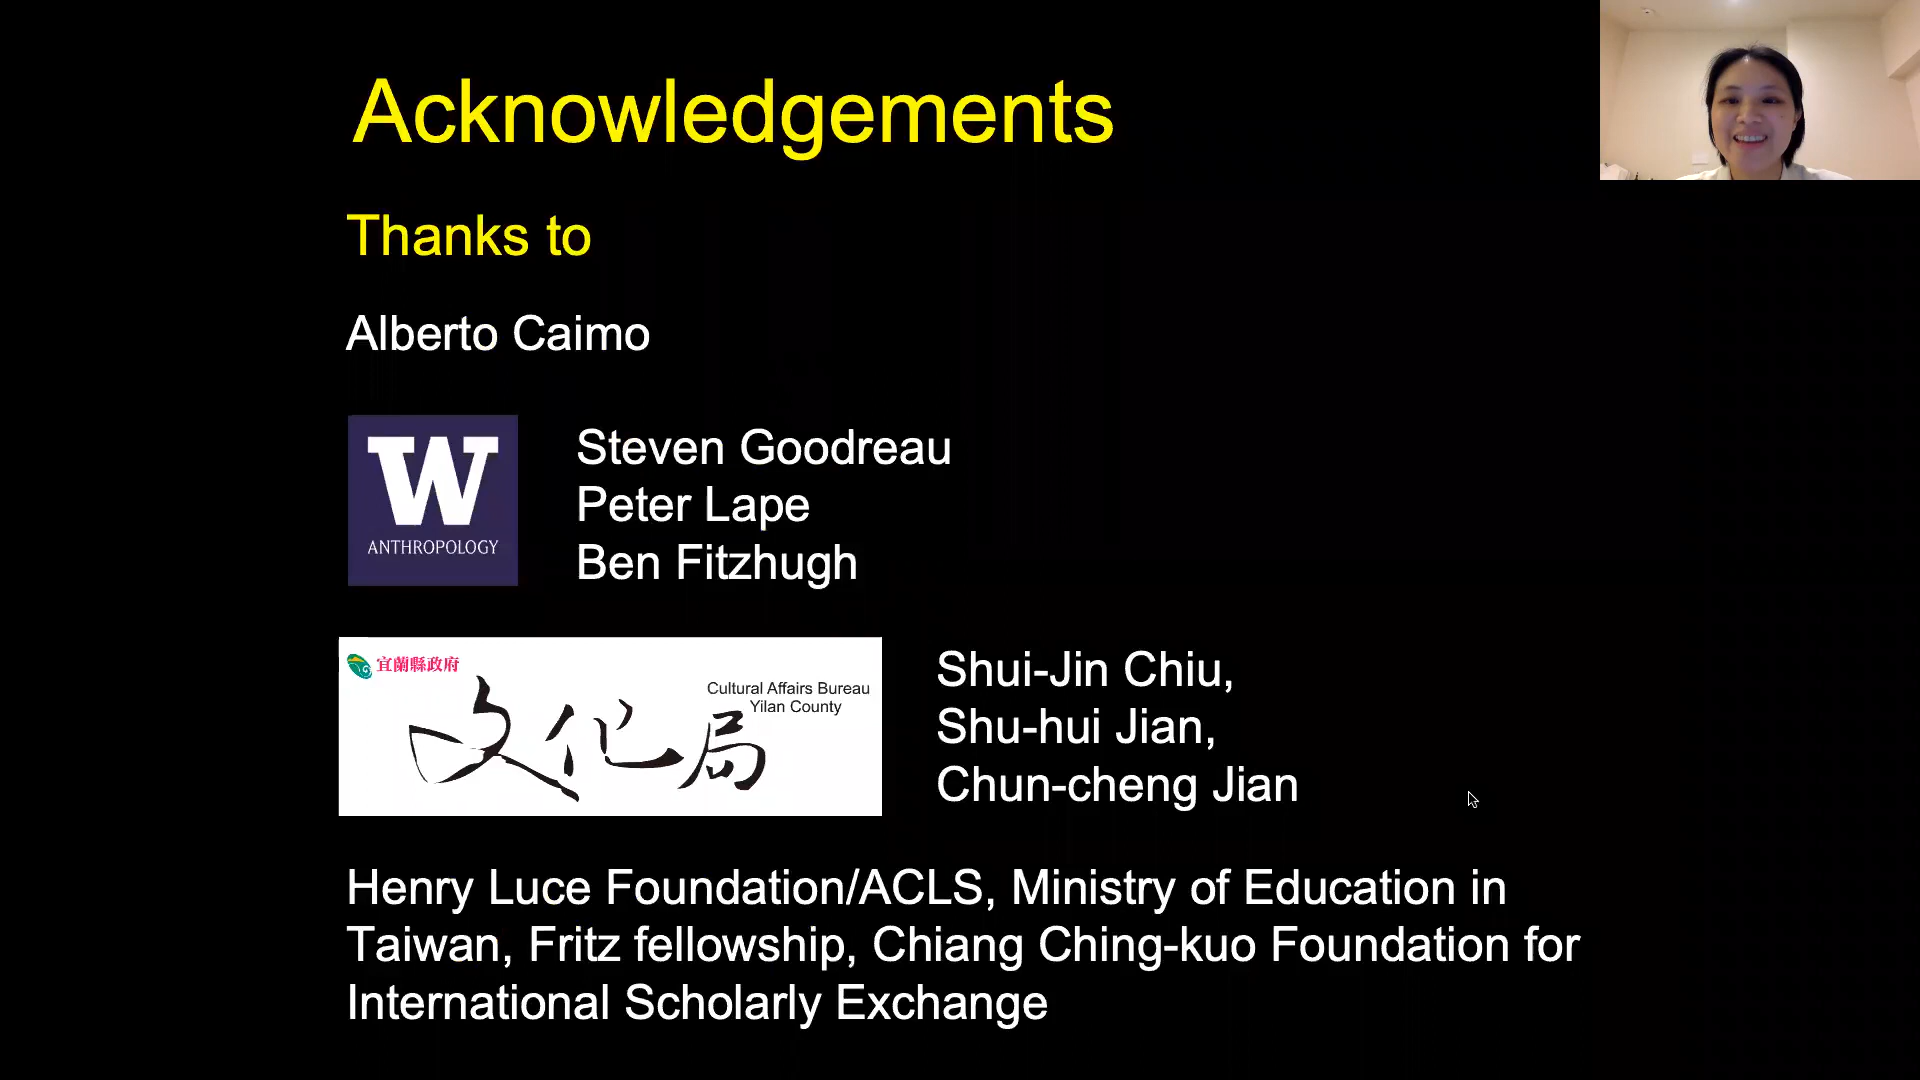 Acknowledgements
Thanks to
Alberto Caimo
W
ANTHROPOLOGY
Steven Goodreau
Peter Lape
Ben Fitzhugh
宜蘭縣政府
文化局
Cultural Affairs Bureau
Yilan County
Shui-Jin Chiu,
Shu-hui Jian,
Chun-cheng Jian
Henry Luce Foundation/ACLS, Ministry of Education in
Taiwan, Fritz fellowship, Chiang Ching-kuo Foundation for
International Scholarly Exchange